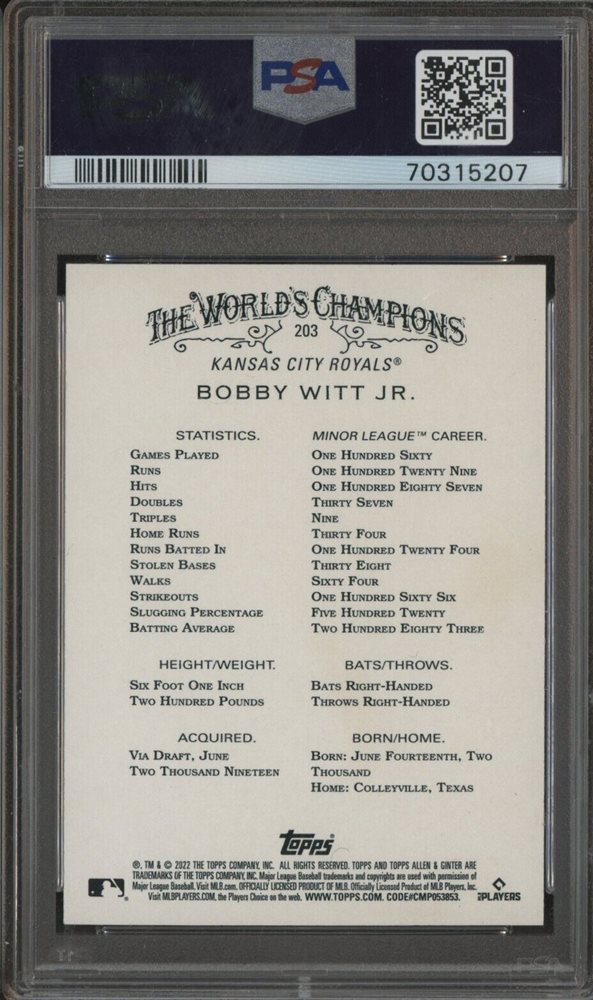 PSA
70315207
THE WORLD'S CHAMPIONS
203
KANSAS CITY ROYALS®
BOBBY WITT JR.
STATISTICS. MINOR LEAGUE™ CAREER.
GAMES PLAYED ONE HUNDRED SIXTY
RUNS ONE HUNDRED TWENTY NINE
HITS ONE HUNDRED EIGHTY SEVEN
DOUBLES THIRTY SEVEN
TRIPLES NINE
HOME RUNS THIRTY FOUR
RUNS BATTED IN ONE HUNDRED TWENTY FOUR
STOLEN BASES THIRTY EIGHT
WALKS SIXTY FOUR
STRIKEOUTS ONE HUNDRED SIXTY SIX
SLUGGING PERCENTAGE FIVE HUNDRED TWENTY
BATTING AVERAGE TWO HUNDRED EIGHTY THREE
HEIGHT/WEIGHT. BATS/THROWS.
SIX FOOT ONE INCH BATS RIGHT-HANDED
TWO HUNDRED POUNDS THROWS RIGHT-HANDED
ACQUIRED. BORN/HOME.
VIA DRAFT, JUNE BORN: JUNE FOURTEENTH, TWO
TWO THOUSAND NINETEEN THOUSAND
HOME: COLLEYVILLE, TEXAS
Topps
®, TM & © 2022 THE TOPPS COMPANY, INC. ALL RIGHTS RESERVED. TOPPS AND TOPPS ALLEN & GINTER ARE
TRADEMARKS OF THE TOPPS COMPANY, INC. Major League Baseball trademarks and copyrights are used with permission of
Major League Baseball. Visit MLB.com. OFFICIALLY LICENSED PRODUCT OF MLB. Officially Licensed Product of MLB Players, Inc.
Visit MLBPLAYERS.COM, the Players Choice on the web. WWW.TOPPS.COM. CODE#CMP053853.
PLAYERS